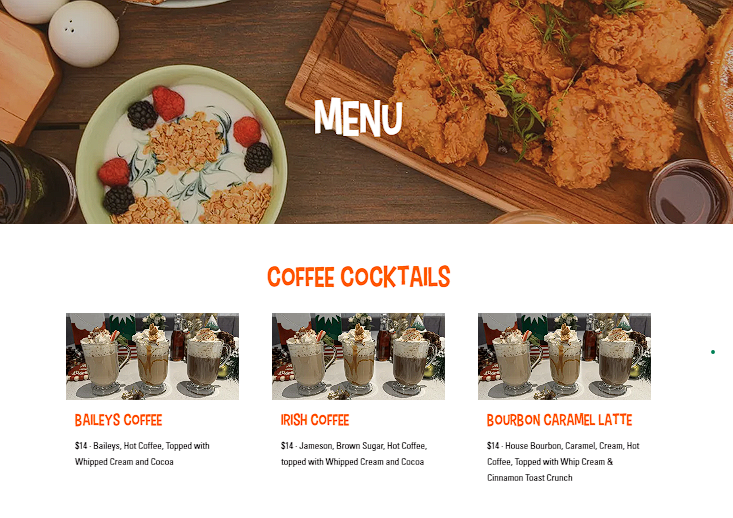 MENU
COFFEE COCKTAILS
BAILEYS COFFEE
$14 - Baileys, Hot Coffee, Topped with
Whipped Cream and Cocoa
IRISH COFFEE
$14 - Jameson, Brown Sugar, Hot Coffee,
topped with Whipped Cream and Cocoa
BOURBON CARAMEL LATTE
$14 - House Bourbon, Caramel, Cream, Hot
Coffee, Topped with Whip Cream &
Cinnamon Toast Crunch